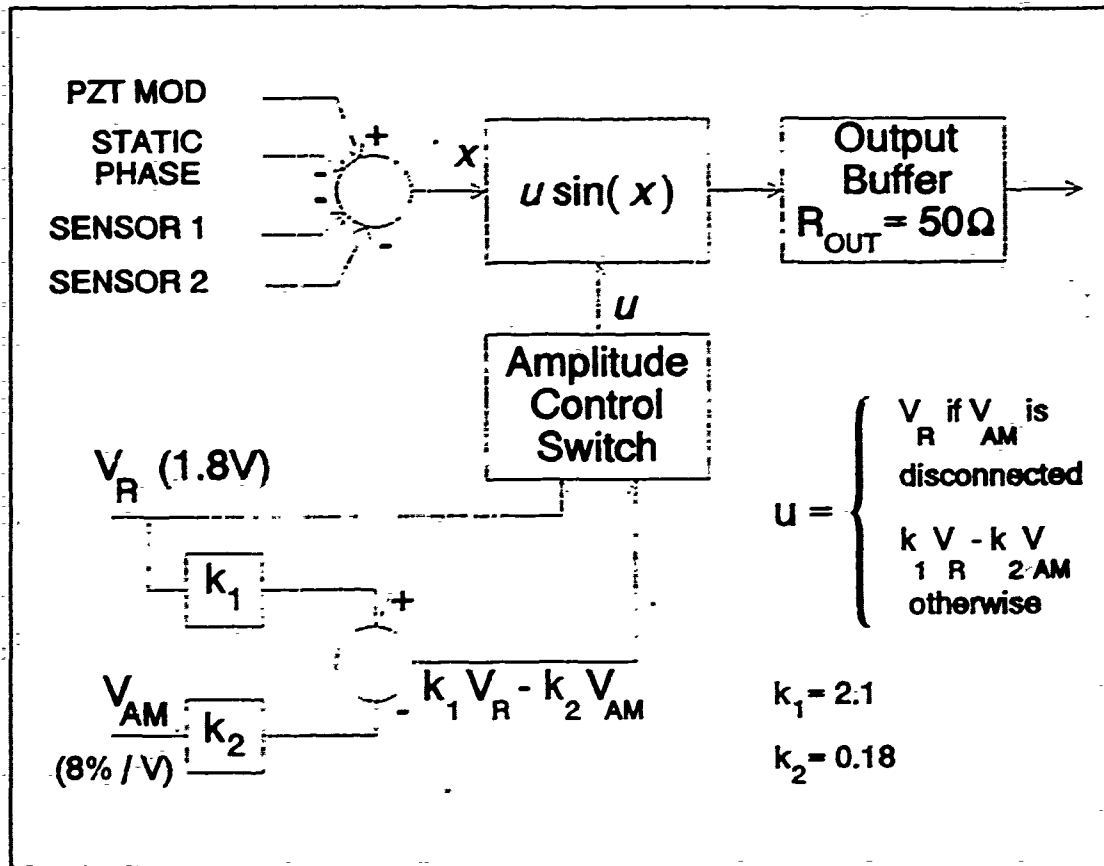 PZT MOD
STATIC
PHASE
SENSOR 1
SENSOR 2
+
-
-
-
x
u sin( x )
Output
Buffer
R_OUT = 50Ω
u
Amplitude
Control
Switch
V_R (1.8V)
k_1
+
V_AM
(8% / V)
k_2
-
k_1 V_R - k_2 V_AM
u =
V_R if V_AM is
disconnected
k_1 V_R - k_2 V_AM
otherwise
k_1 = 2.1
k_2 = 0.18